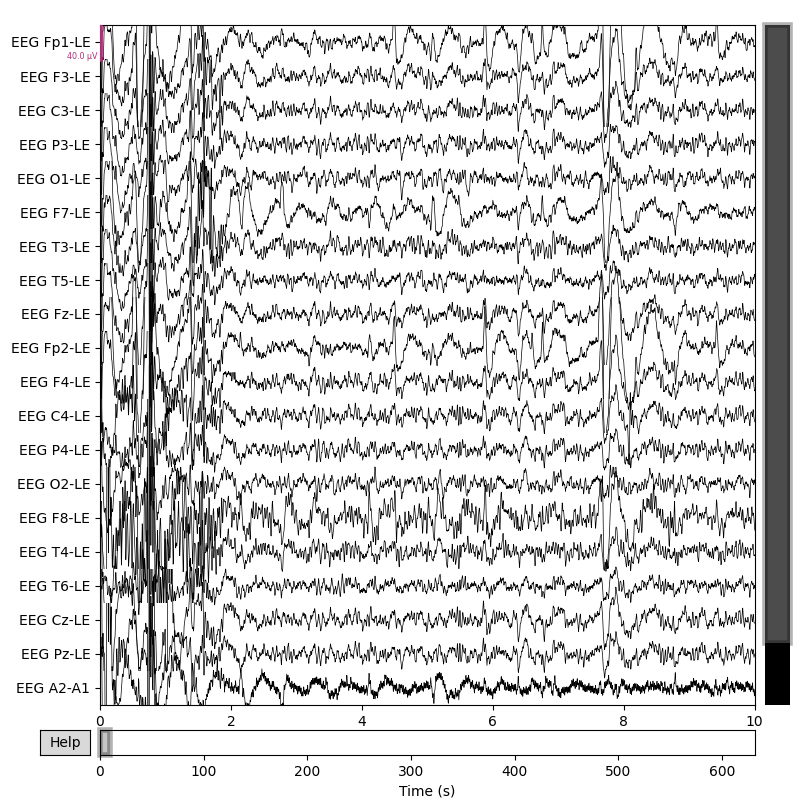 EEG Fp1-LE
40.0 µV
EEG F3-LE
EEG C3-LE
EEG P3-LE
EEG O1-LE
EEG F7-LE
EEG T3-LE
EEG T5-LE
EEG Fz-LE
EEG Fp2-LE
EEG F4-LE
EEG C4-LE
EEG P4-LE
EEG O2-LE
EEG F8-LE
EEG T4-LE
EEG T6-LE
EEG Cz-LE
EEG Pz-LE
EEG A2-A1
0 2 4 6 8 10
Help
0 100 200 300 400 500 600
Time (s)